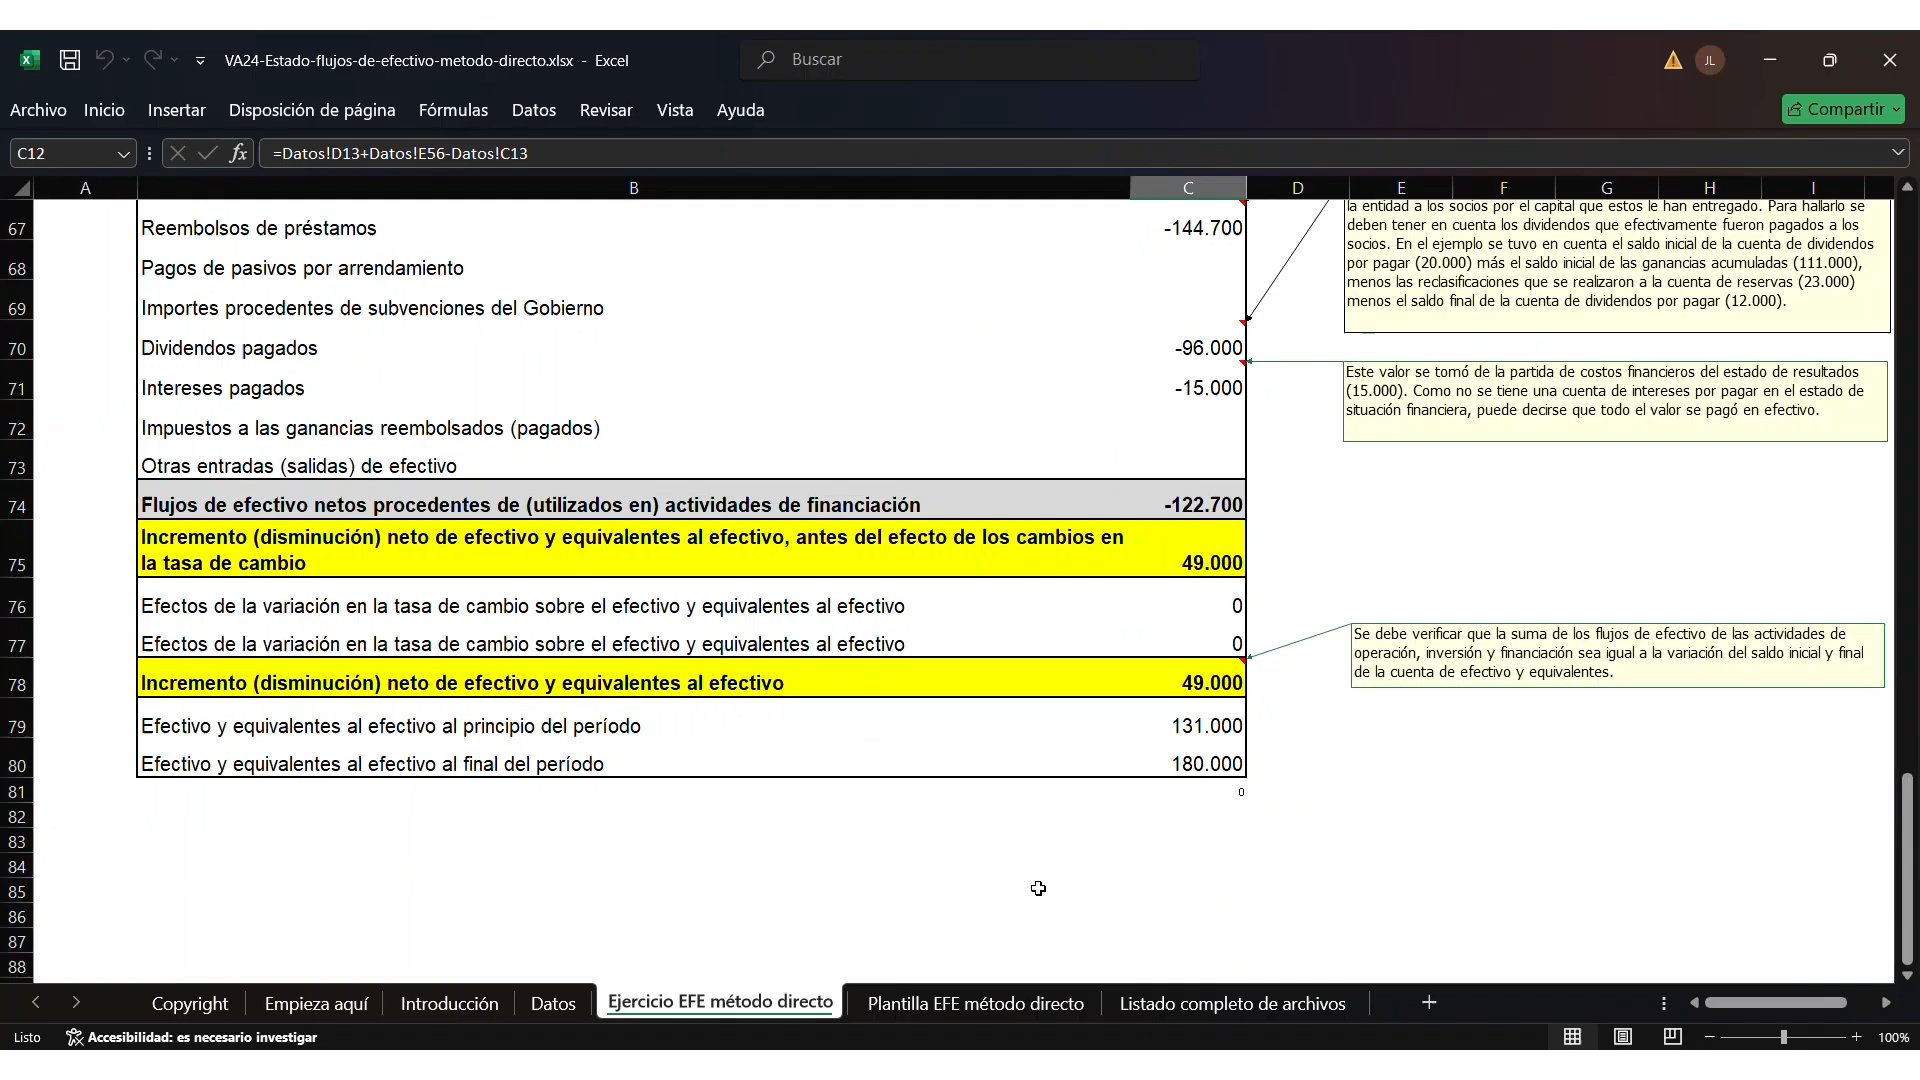 VA24-Estado-flujos-de-efectivo-metodo-directo.xlsx - Excel
Buscar
JL
Archivo Inicio Insertar Disposición de página Fórmulas Datos Revisar Vista Ayuda
Compartir
C12
fx
=Datos!D13+Datos!E56-Datos!C13
A B C D E F G H I
67 Reembolsos de préstamos -144.700
68 Pagos de pasivos por arrendamiento
69 Importes procedentes de subvenciones del Gobierno
70 Dividendos pagados -96.000
71 Intereses pagados -15.000
72 Impuestos a las ganancias reembolsados (pagados)
73 Otras entradas (salidas) de efectivo
74 Flujos de efectivo netos procedentes de (utilizados en) actividades de financiación -122.700
Incremento (disminución) neto de efectivo y equivalentes al efectivo, antes del efecto de los cambios en
75 la tasa de cambio 49.000
76 Efectos de la variación en la tasa de cambio sobre el efectivo y equivalentes al efectivo 0
77 Efectos de la variación en la tasa de cambio sobre el efectivo y equivalentes al efectivo 0
78 Incremento (disminución) neto de efectivo y equivalentes al efectivo 49.000
79 Efectivo y equivalentes al efectivo al principio del período 131.000
80 Efectivo y equivalentes al efectivo al final del período 180.000
81 0
82
83
84
85
86
87
88
la entidad a los socios por el capital que estos le han entregado. Para hallarlo se
deben tener en cuenta los dividendos que efectivamente fueron pagados a los
socios. En el ejemplo se tuvo en cuenta el saldo inicial de la cuenta de dividendos
por pagar (20.000) más el saldo inicial de las ganancias acumuladas (111.000),
menos las reclasificaciones que se realizaron a la cuenta de reservas (23.000)
menos el saldo final de la cuenta de dividendos por pagar (12.000).
Este valor se tomó de la partida de costos financieros del estado de resultados
(15.000). Como no se tiene una cuenta de intereses por pagar en el estado de
situación financiera, puede decirse que todo el valor se pagó en efectivo.
Se debe verificar que la suma de los flujos de efectivo de las actividades de
operación, inversión y financiación sea igual a la variación del saldo inicial y final
de la cuenta de efectivo y equivalentes.
Copyright Empieza aquí Introducción Datos Ejercicio EFE método directo Plantilla EFE método directo Listado completo de archivos
Listo Accesibilidad: es necesario investigar 100%